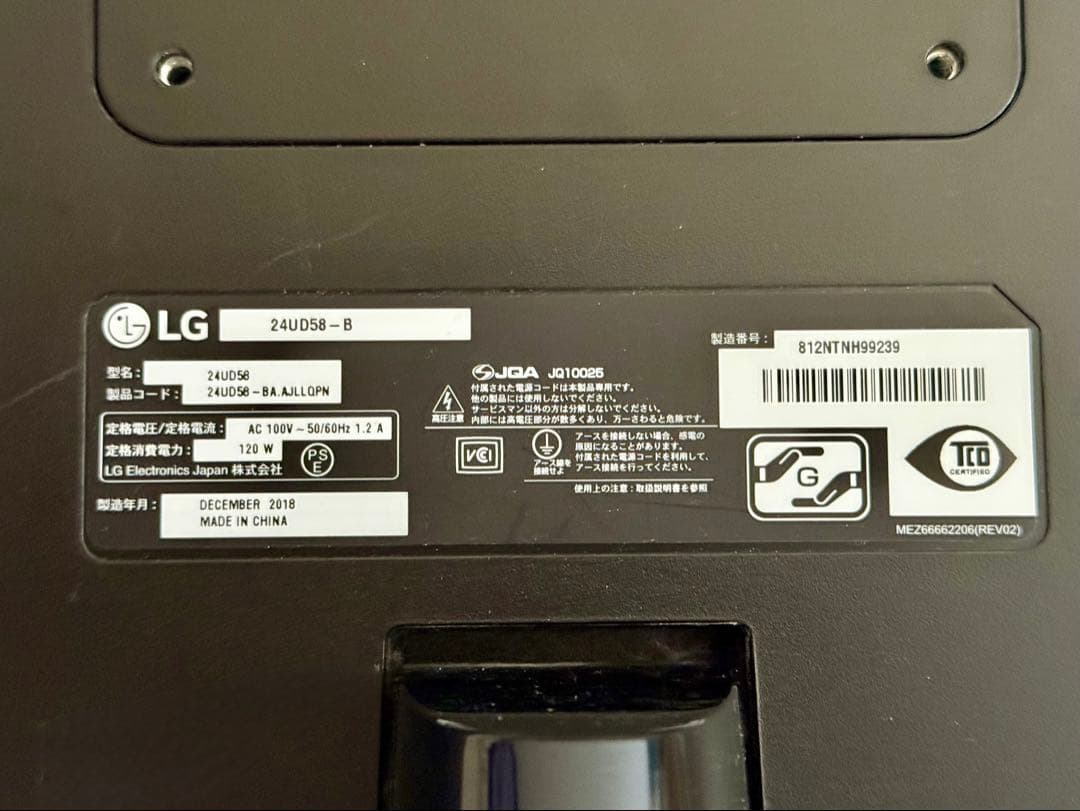 LG 24UD58-B
型名: 24UD58
製品コード: 24UD58-BA.AJLLQPN
定格電圧/定格電流: AC 100V~50/60Hz 1.2 A
定格消費電力: 120 W
LG Electronics Japan 株式会社
PS
E
製造年月: DECEMBER 2018
MADE IN CHINA
JQA JQ10025
高圧注意
付属された電源コードは本製品専用です。
他の製品には使用しないでください。
サービスマン以外の方は分解しないでください。
内部には高電圧部分が数多くあり、万一さわると危険です。
VCI
アース線を
接続せよ
アースを接続しない場合、感電の
原因になることがあります。
付属された電源コードを利用して、
アース接続を行ってください。
使用上の注意:取扱説明書を参照
製造番号: 812NTNH99239
G
TCO
CERTIFIED
MEZ66662206(REV02)